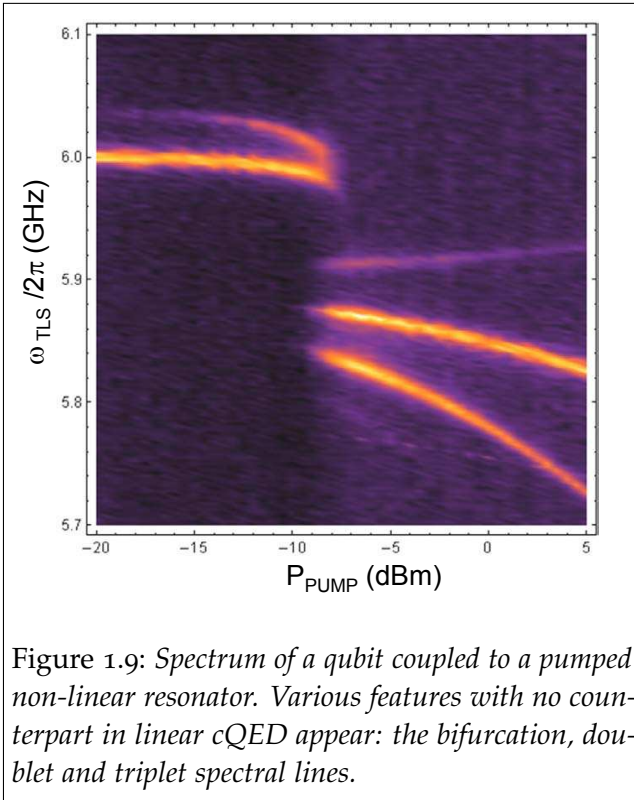 6.1
6.0
5.9
5.8
5.7
ω TLS /2π (GHz)
−20 −15 −10 −5 0 5
P PUMP (dBm)
Figure 1.9: Spectrum of a qubit coupled to a pumped
non-linear resonator. Various features with no coun-
terpart in linear cQED appear: the bifurcation, dou-
blet and triplet spectral lines.